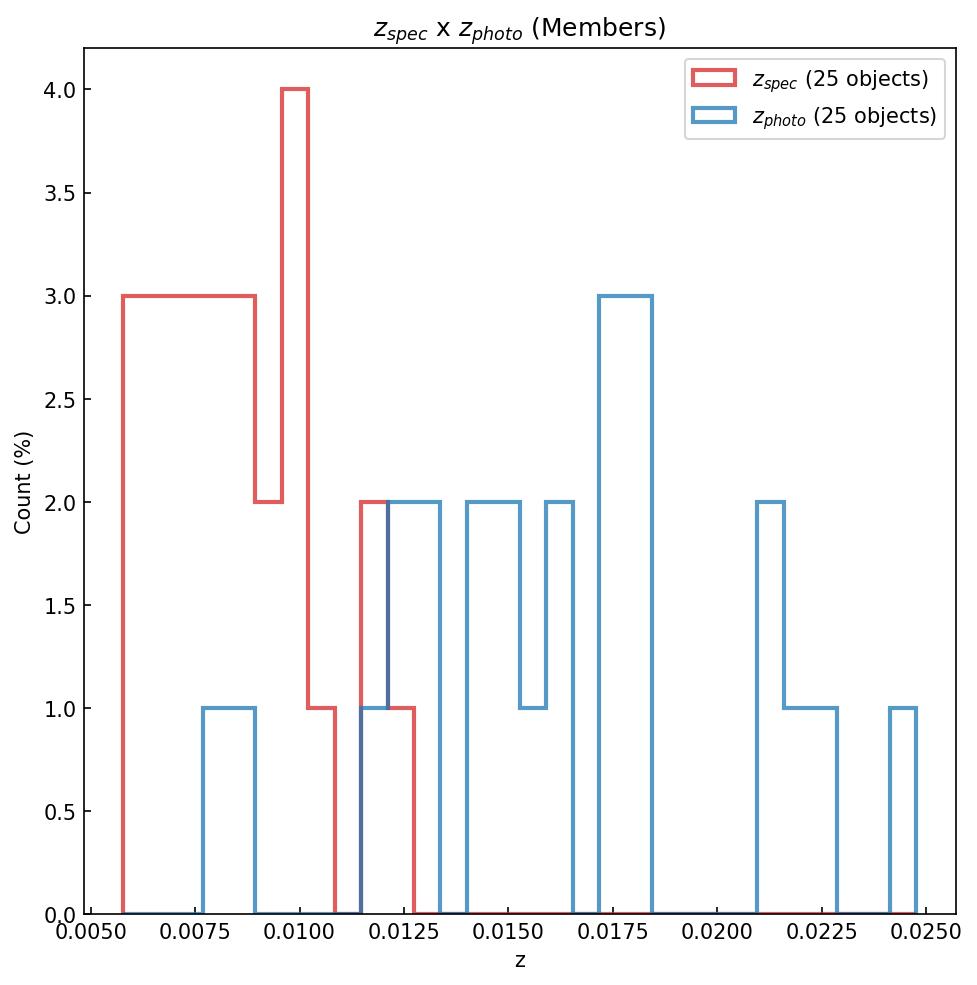 z_spec x z_photo (Members)
z_spec (25 objects)
z_photo (25 objects)
Count (%)
4.0
3.5
3.0
2.5
2.0
1.5
1.0
0.5
0.0
0.0050 0.0075 0.0100 0.0125 0.0150 0.0175 0.0200 0.0225 0.0250
z